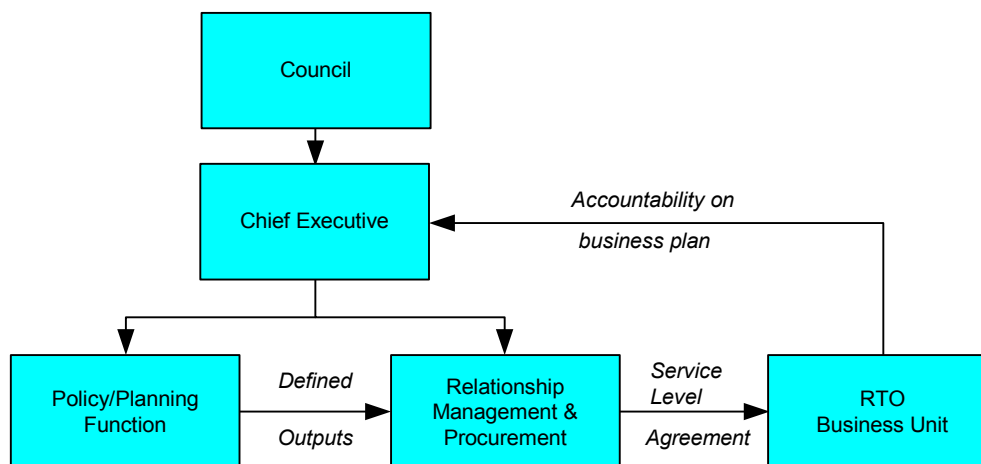 Council
Chief Executive
Accountability on
business plan
Policy/Planning
Function
Defined
Outputs
Relationship
Management &
Procurement
Service
Level
Agreement
RTO
Business Unit